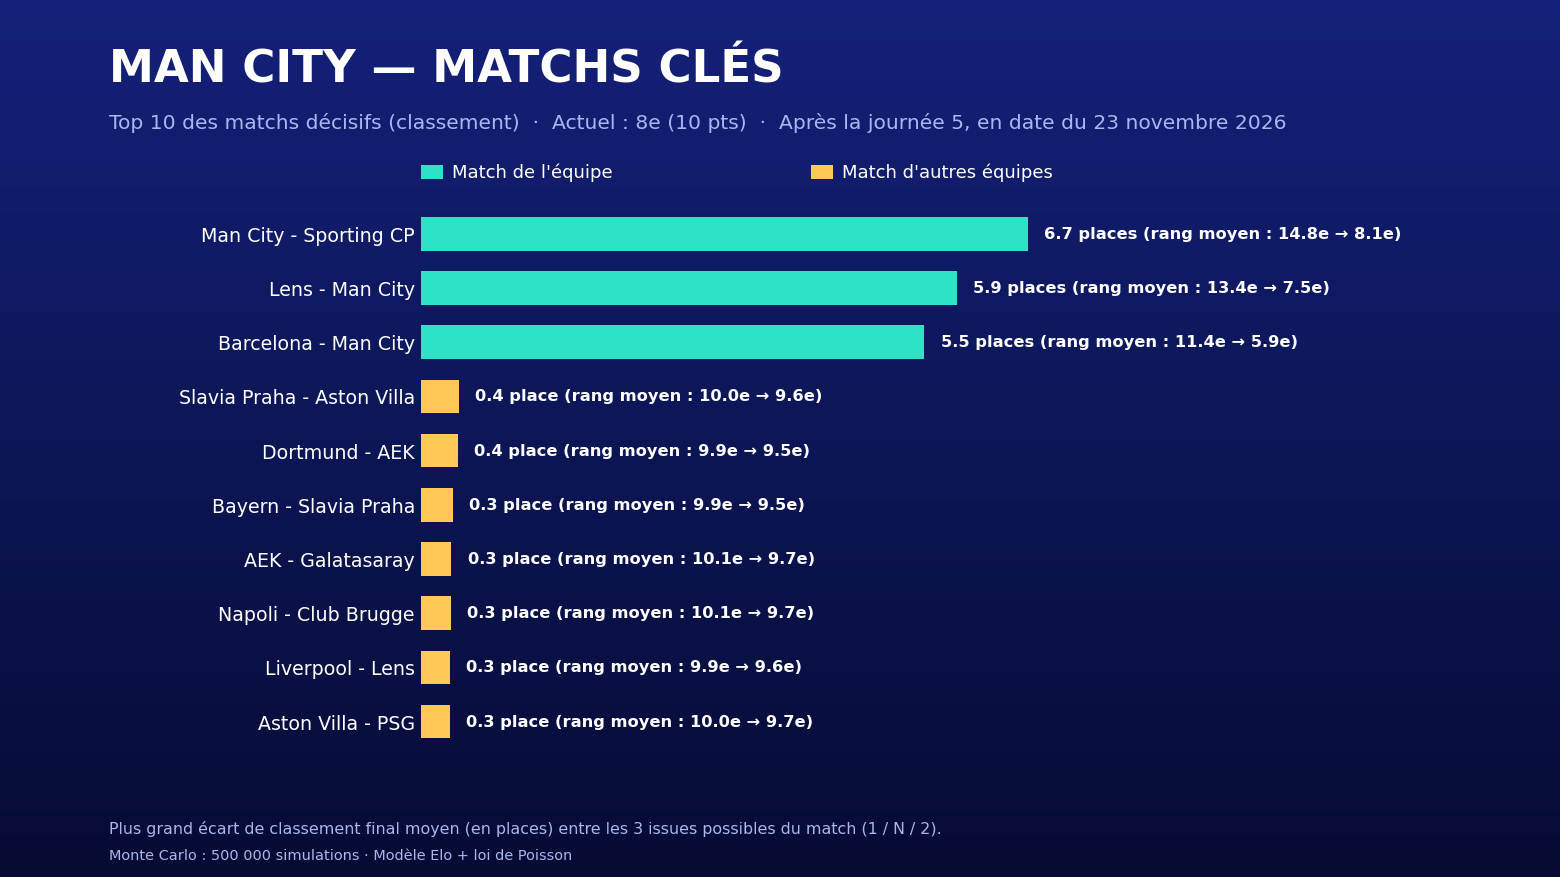 MAN CITY — MATCHS CLÉS
Top 10 des matchs décisifs (classement) · Actuel : 8e (10 pts) · Après la journée 5, en date du 23 novembre 2026
Match de l'équipe Match d'autres équipes
Man City - Sporting CP 6.7 places (rang moyen : 14.8e → 8.1e)
Lens - Man City 5.9 places (rang moyen : 13.4e → 7.5e)
Barcelona - Man City 5.5 places (rang moyen : 11.4e → 5.9e)
Slavia Praha - Aston Villa 0.4 place (rang moyen : 10.0e → 9.6e)
Dortmund - AEK 0.4 place (rang moyen : 9.9e → 9.5e)
Bayern - Slavia Praha 0.3 place (rang moyen : 9.9e → 9.5e)
AEK - Galatasaray 0.3 place (rang moyen : 10.1e → 9.7e)
Napoli - Club Brugge 0.3 place (rang moyen : 10.1e → 9.7e)
Liverpool - Lens 0.3 place (rang moyen : 9.9e → 9.6e)
Aston Villa - PSG 0.3 place (rang moyen : 10.0e → 9.7e)
Plus grand écart de classement final moyen (en places) entre les 3 issues possibles du match (1 / N / 2).
Monte Carlo : 500 000 simulations · Modèle Elo + loi de Poisson